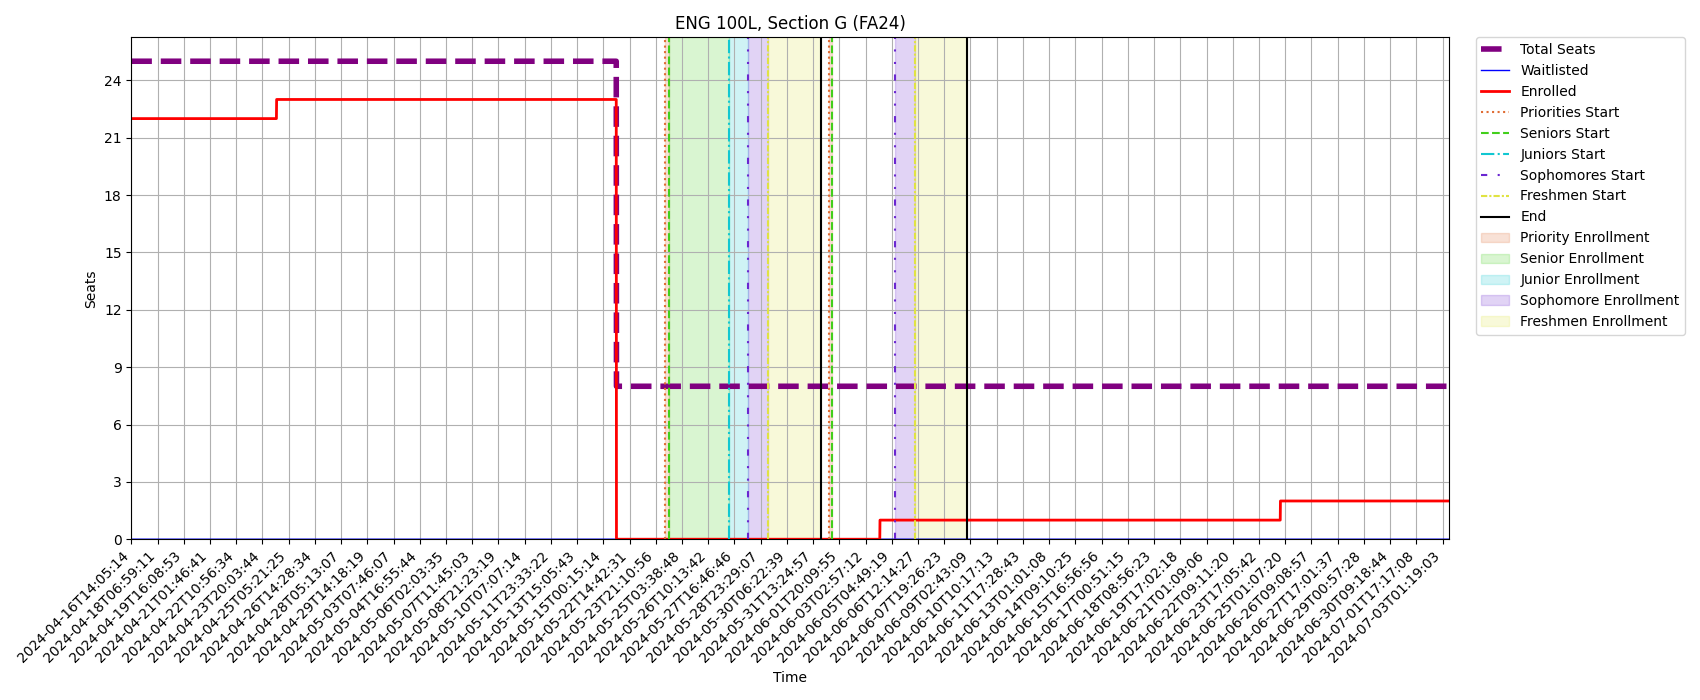 ENG 100L, Section G (FA24)
Total Seats
Waitlisted
Enrolled
Priorities Start
Seniors Start
Juniors Start
Sophomores Start
Freshmen Start
End
Priority Enrollment
Senior Enrollment
Junior Enrollment
Sophomore Enrollment
Freshmen Enrollment
Seats
24
21
18
15
12
9
6
3
0
2024-04-16T14:05:14
2024-04-18T06:59:11
2024-04-19T16:08:53
2024-04-21T01:46:41
2024-04-22T10:56:34
2024-04-23T20:03:44
2024-04-25T05:21:25
2024-04-26T14:28:34
2024-04-28T05:13:07
2024-04-29T14:18:19
2024-05-03T07:46:07
2024-05-04T16:55:44
2024-05-06T02:03:35
2024-05-07T11:45:03
2024-05-08T21:23:19
2024-05-10T07:07:14
2024-05-11T23:33:22
2024-05-13T15:05:43
2024-05-15T00:15:14
2024-05-22T14:42:31
2024-05-23T21:10:56
2024-05-25T03:38:48
2024-05-26T10:13:42
2024-05-27T16:46:46
2024-05-28T23:29:07
2024-05-30T06:22:39
2024-05-31T13:24:57
2024-06-01T20:09:55
2024-06-03T02:57:12
2024-06-05T04:49:19
2024-06-06T12:14:27
2024-06-07T19:26:23
2024-06-09T02:43:09
2024-06-10T10:17:13
2024-06-11T17:28:43
2024-06-13T01:01:08
2024-06-14T09:10:25
2024-06-15T16:56:56
2024-06-17T00:51:15
2024-06-18T08:56:23
2024-06-19T17:02:18
2024-06-21T01:09:06
2024-06-22T09:11:20
2024-06-23T17:05:42
2024-06-25T01:07:20
2024-06-26T09:08:57
2024-06-27T17:01:37
2024-06-29T00:57:28
2024-06-30T09:18:44
2024-07-01T17:17:08
2024-07-03T01:19:03
Time